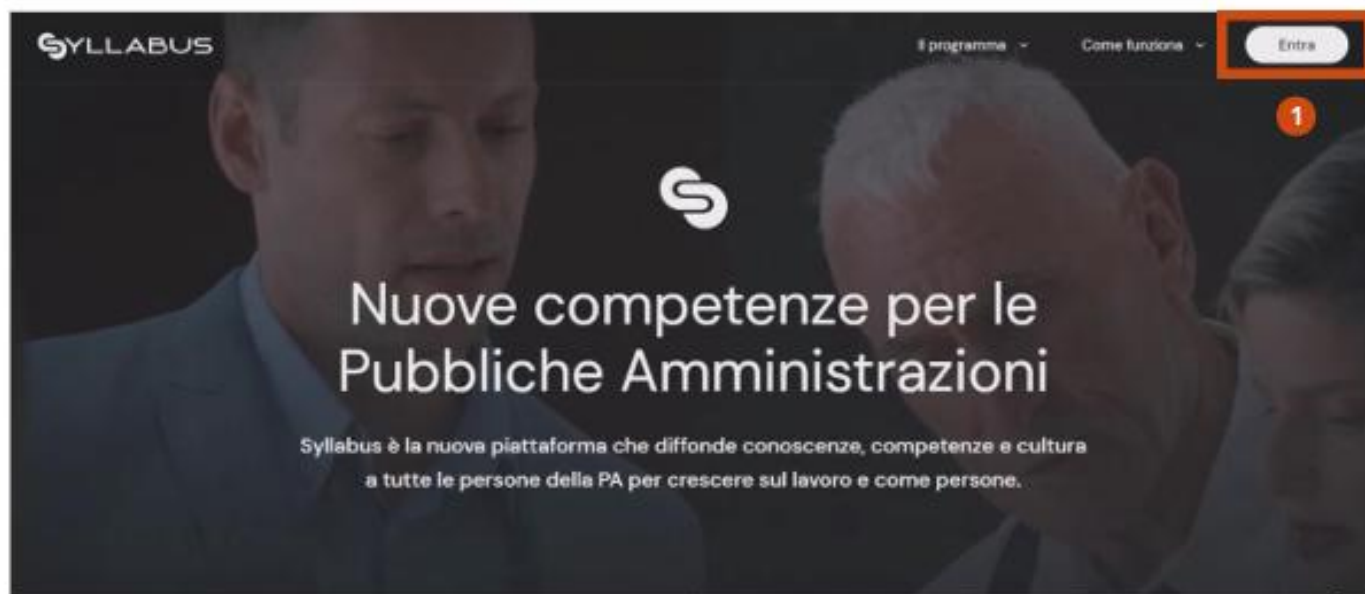 SYLLABUS
Il programma
Come funziona
Entra
1
Nuove competenze per le
Pubbliche Amministrazioni
Syllabus è la nuova piattaforma che diffonde conoscenze, competenze e cultura
a tutte le persone della PA per crescere sul lavoro e come persone.